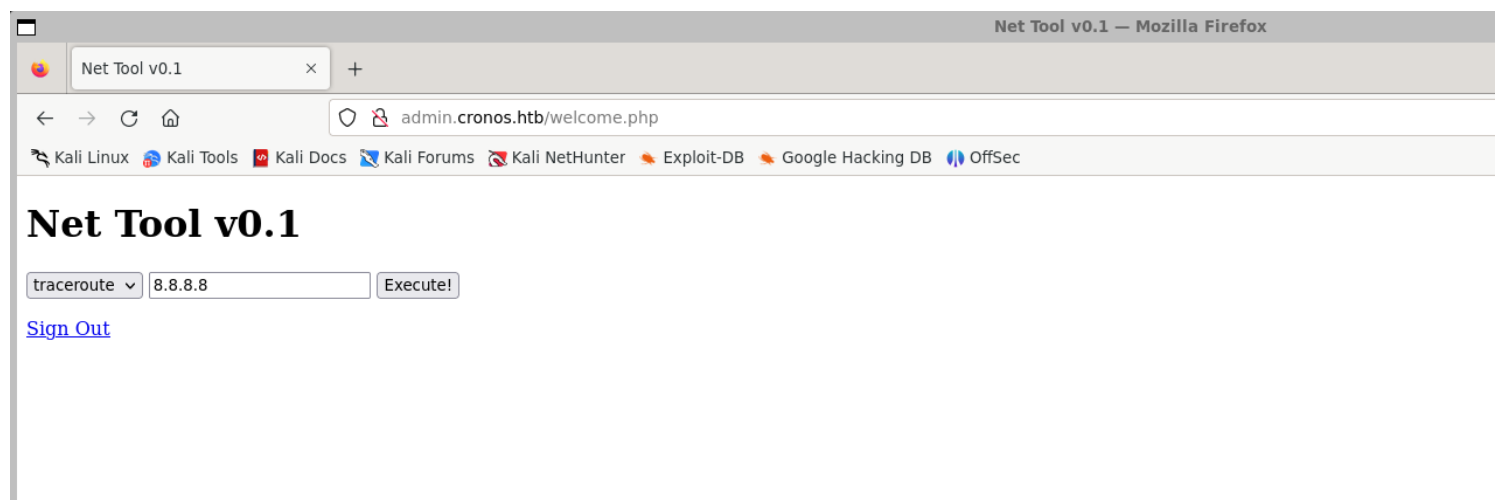 Net Tool v0.1 — Mozilla Firefox
Net Tool v0.1
admin.cronos.htb/welcome.php
Kali Linux Kali Tools Kali Docs Kali Forums Kali NetHunter Exploit-DB Google Hacking DB OffSec
Net Tool v0.1
traceroute 8.8.8.8 Execute!
Sign Out